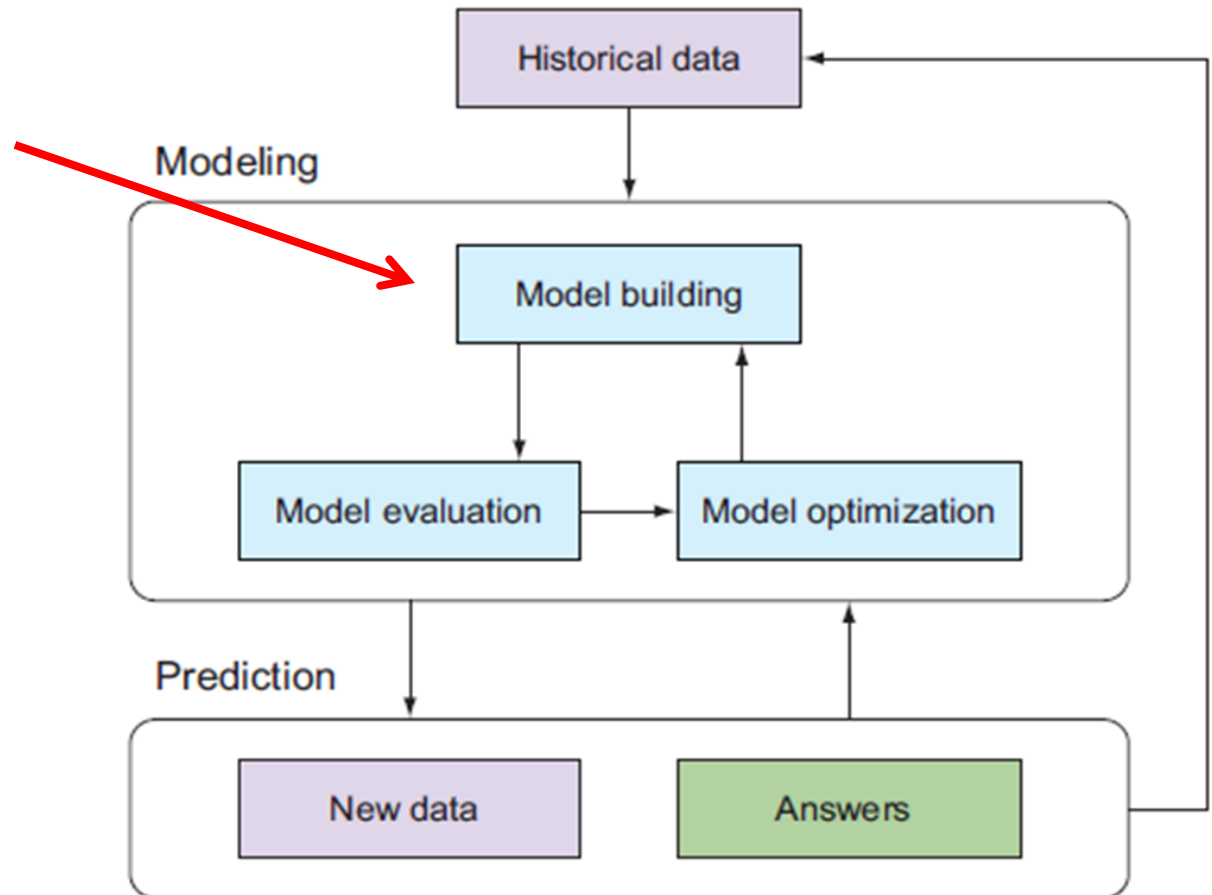 Historical data
Modeling
Model building
Model evaluation
Model optimization
Prediction
New data
Answers